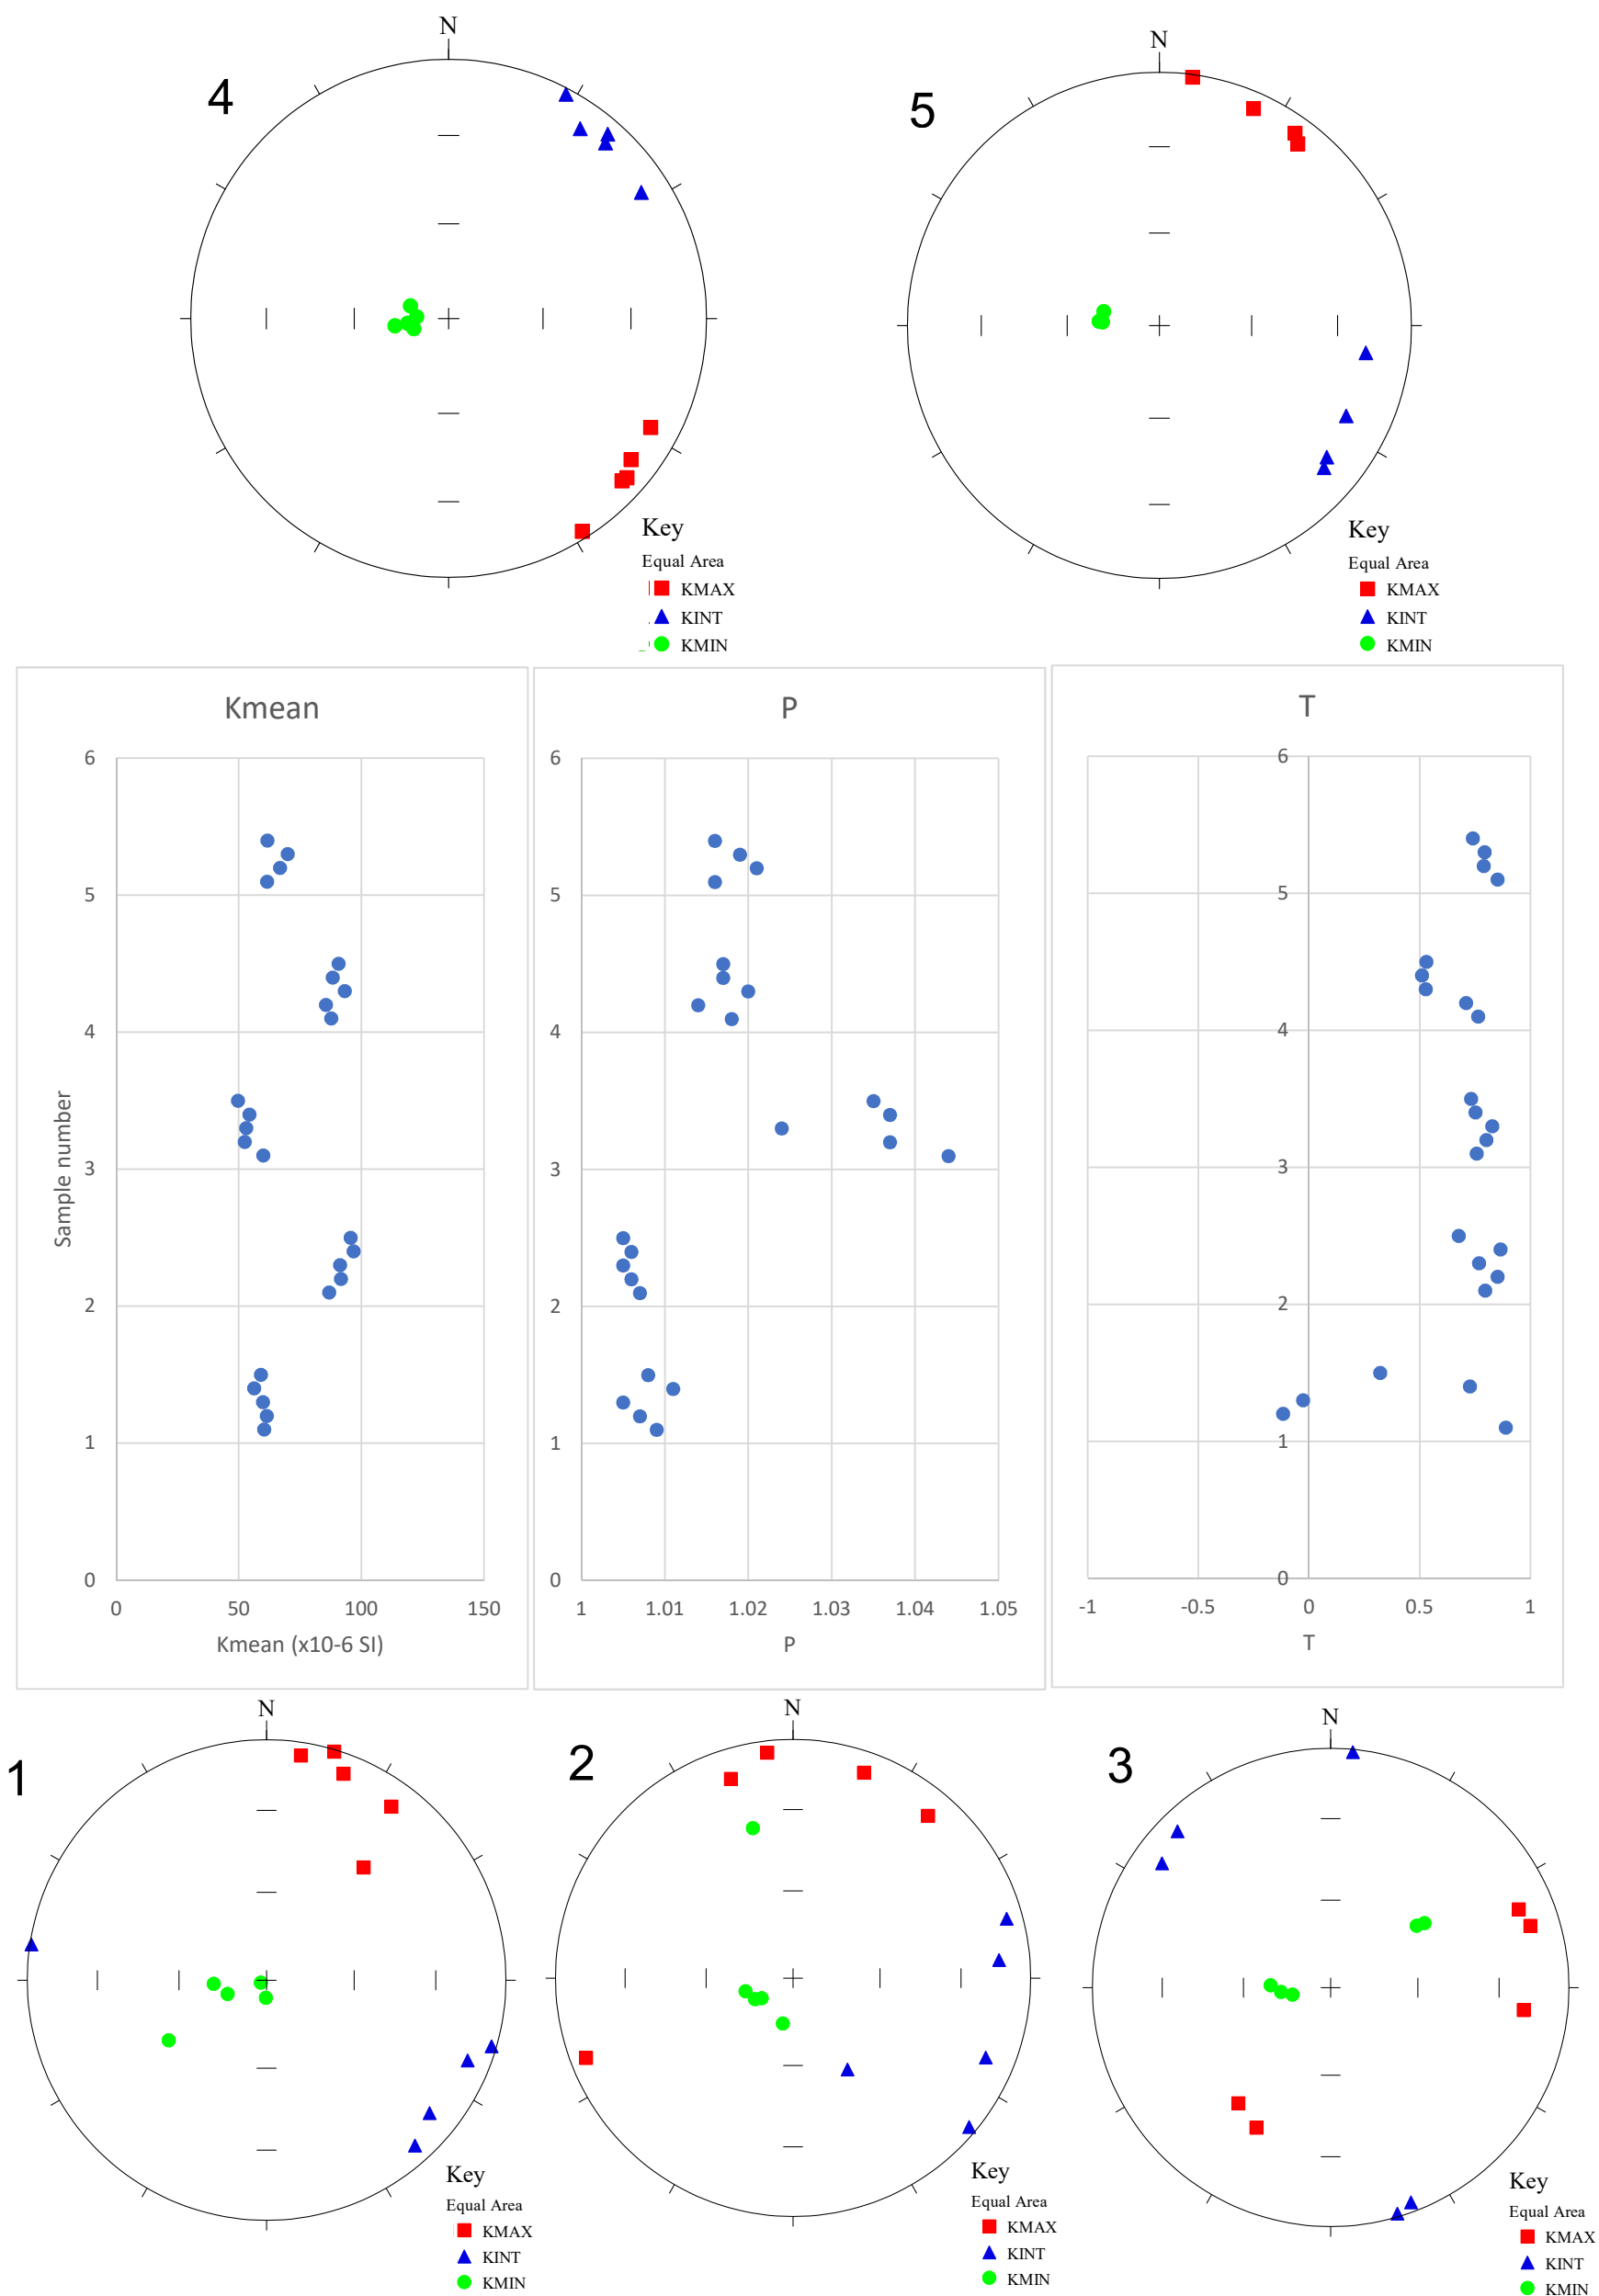 N
4
Key
Equal Area
KMAX
KINT
KMIN
N
5
Key
Equal Area
KMAX
KINT
KMIN
Kmean
6
5
4
3
2
1
0
0 50 100 150
Sample number
Kmean (x10-6 SI)
P
6
5
4
3
2
1
0
1 1.01 1.02 1.03 1.04 1.05
P
T
6
5
4
3
2
1
0
-1 -0.5 0 0.5 1
T
N
1
Key
Equal Area
KMAX
KINT
KMIN
N
2
Key
Equal Area
KMAX
KINT
KMIN
N
3
Key
Equal Area
KMAX
KINT
KMIN